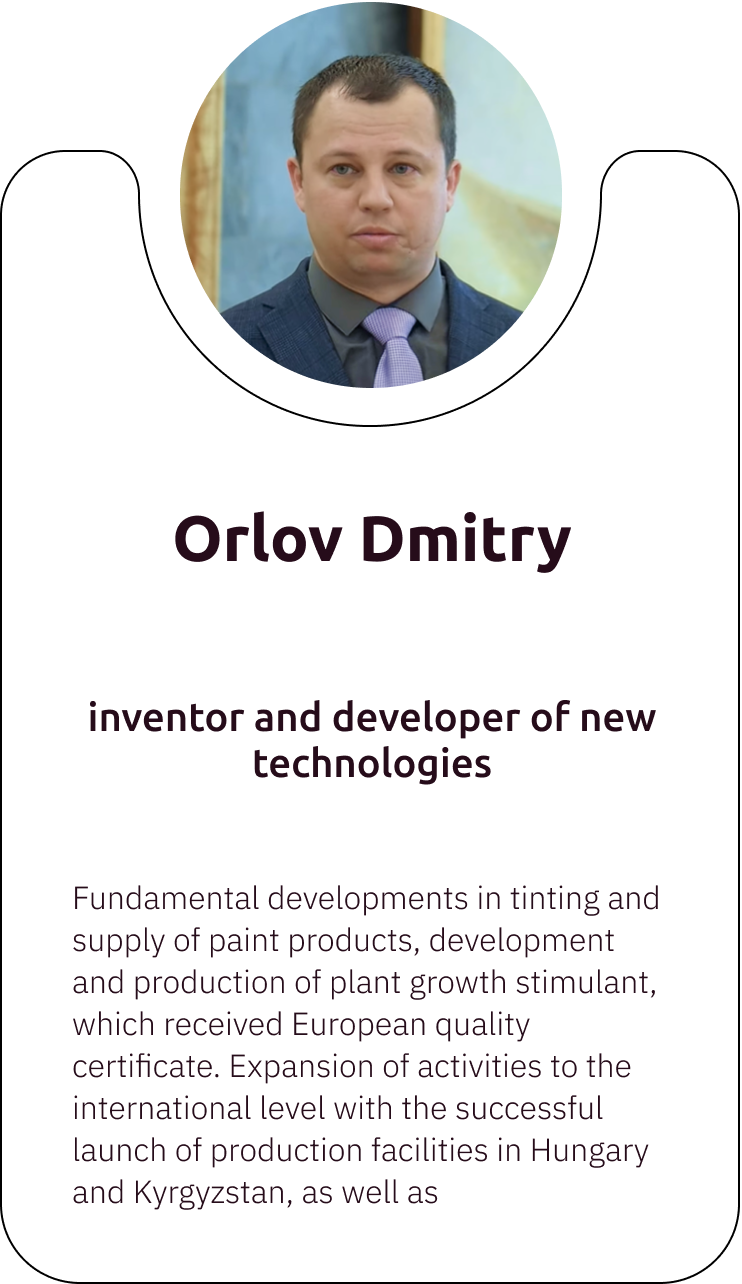 Orlov Dmitry
inventor and developer of new
technologies
Fundamental developments in tinting and
supply of paint products, development
and production of plant growth stimulant,
which received European quality
certificate. Expansion of activities to the
international level with the successful
launch of production facilities in Hungary
and Kyrgyzstan, as well as